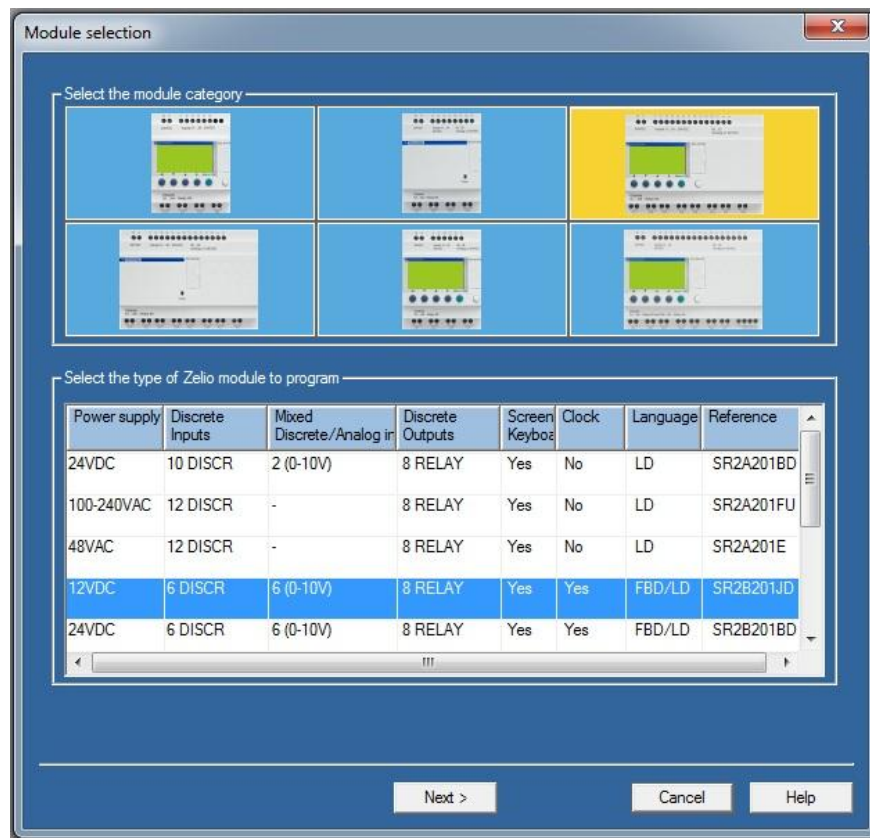 Module selection
Select the module category
Select the type of Zelio module to program
Power supply Discrete Inputs Mixed Discrete/Analog in Discrete Outputs Screen Keyboa Clock Language Reference
24VDC 10 DISCR 2 (0-10V) 8 RELAY Yes No LD SR2A201BD
100-240VAC 12 DISCR - 8 RELAY Yes No LD SR2A201FU
48VAC 12 DISCR - 8 RELAY Yes No LD SR2A201E
12VDC 6 DISCR 6 (0-10V) 8 RELAY Yes Yes FBD/LD SR2B201JD
24VDC 6 DISCR 6 (0-10V) 8 RELAY Yes Yes FBD/LD SR2B201BD
Next > Cancel Help